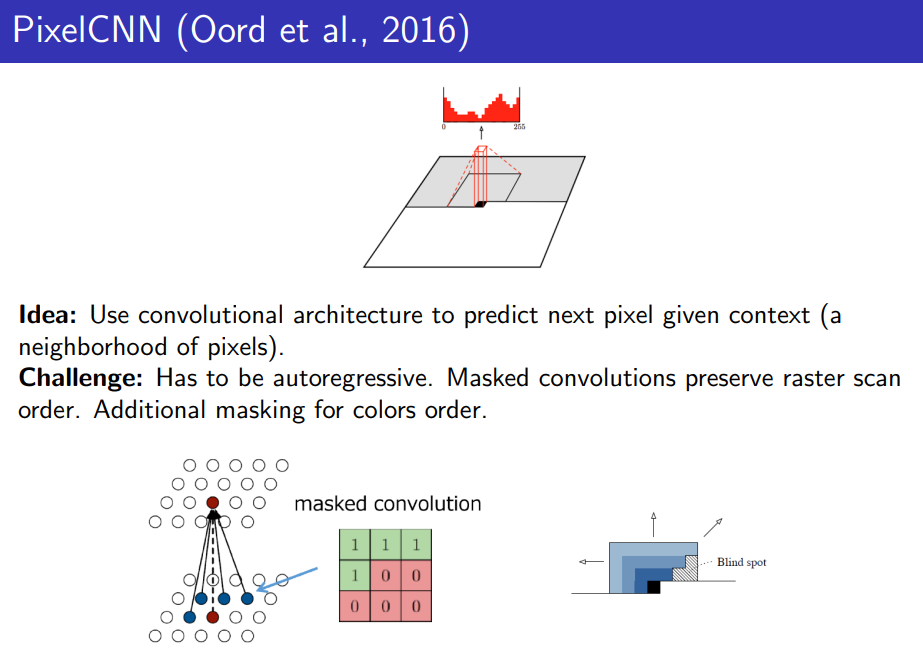 PixelCNN (Oord et al., 2016)
0 255
Idea: Use convolutional architecture to predict next pixel given context (a
neighborhood of pixels).
Challenge: Has to be autoregressive. Masked convolutions preserve raster scan
order. Additional masking for colors order.
masked convolution
1 1 1
1 0 0
0 0 0
Blind spot